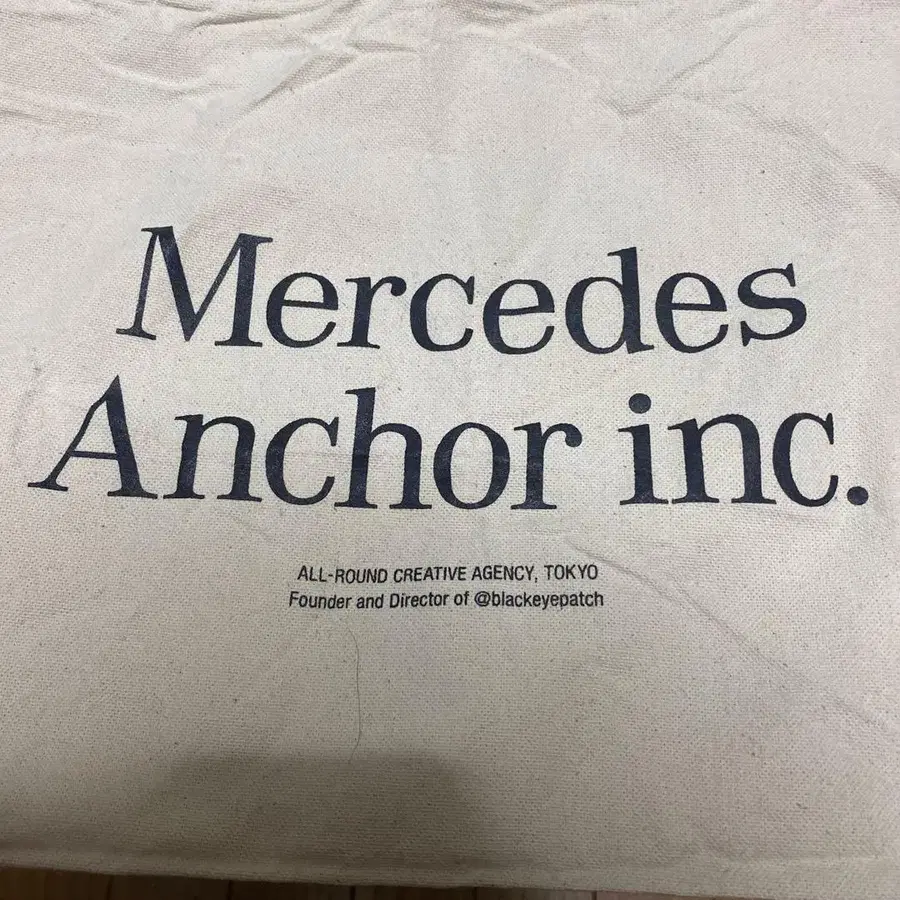 Mercedes
Anchor inc.
ALL-ROUND CREATIVE AGENCY, TOKYO
Founder and Director of @blackeyepatch